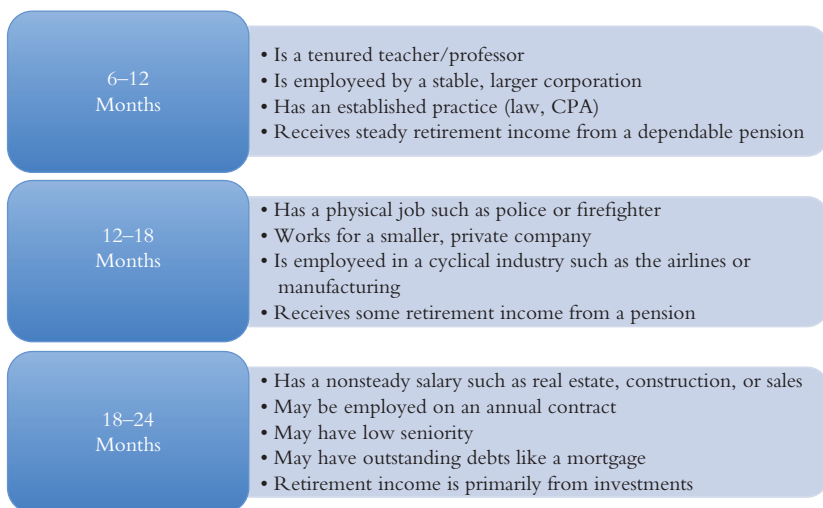 6–12
Months
• Is a tenured teacher/professor
• Is employeed by a stable, larger corporation
• Has an established practice (law, CPA)
• Receives steady retirement income from a dependable pension
12–18
Months
• Has a physical job such as police or firefighter
• Works for a smaller, private company
• Is employeed in a cyclical industry such as the airlines or
manufacturing
• Receives some retirement income from a pension
18–24
Months
• Has a nonsteady salary such as real estate, construction, or sales
• May be employed on an annual contract
• May have low seniority
• May have outstanding debts like a mortgage
• Retirement income is primarily from investments